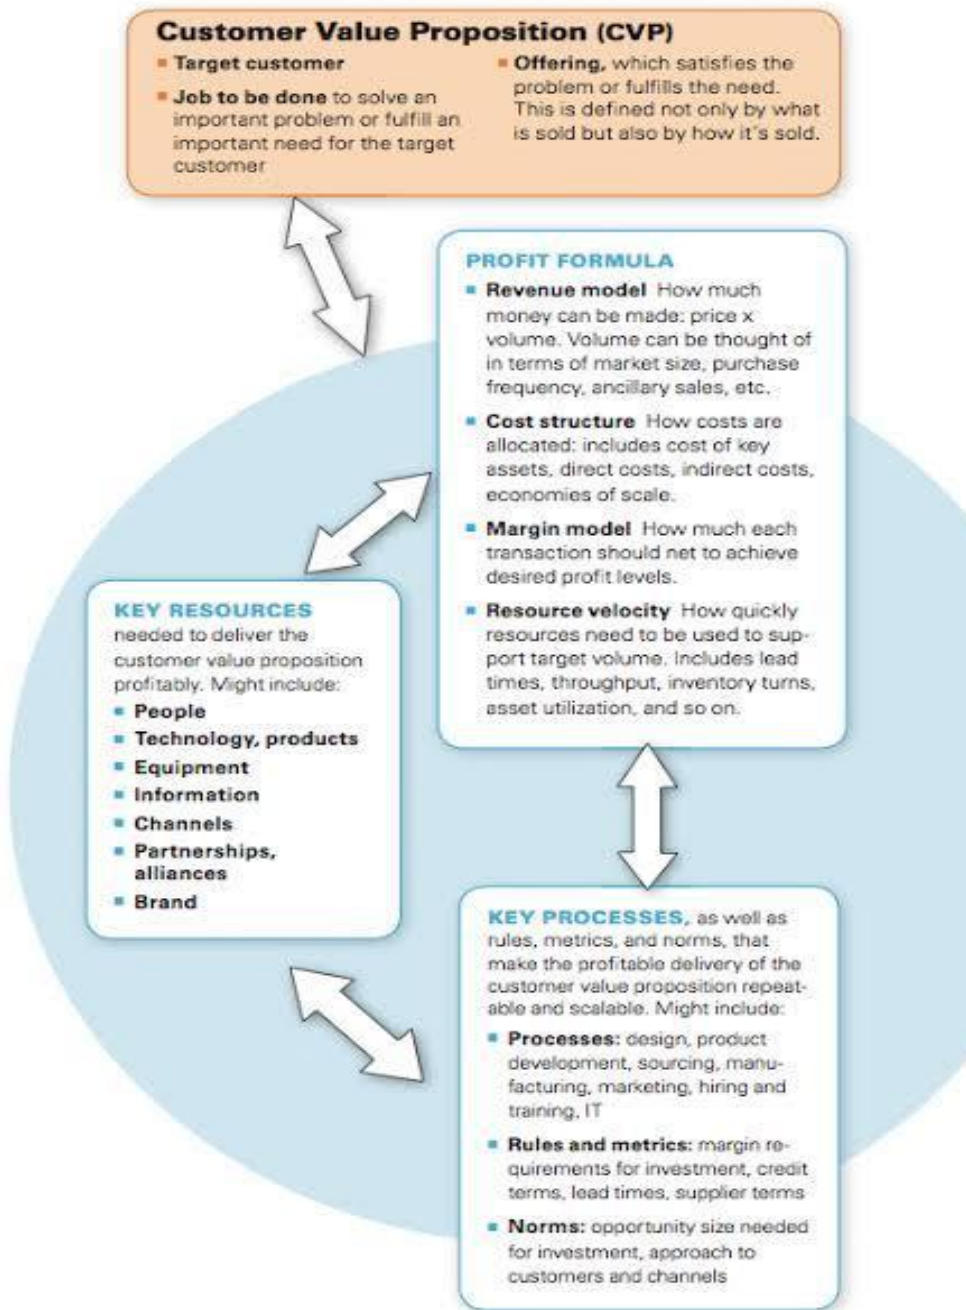 Customer Value Proposition (CVP)
▪ Target customer
▪ Job to be done to solve an
important problem or fulfill an
important need for the target
customer
▪ Offering, which satisfies the
problem or fulfills the need.
This is defined not only by what
is sold but also by how it's sold.
PROFIT FORMULA
▪ Revenue model How much
money can be made: price x
volume. Volume can be thought of
in terms of market size, purchase
frequency, ancillary sales, etc.
▪ Cost structure How costs are
allocated: includes cost of key
assets, direct costs, indirect costs,
economies of scale.
▪ Margin model How much each
transaction should net to achieve
desired profit levels.
▪ Resource velocity How quickly
resources need to be used to sup-
port target volume. Includes lead
times, throughput, inventory turns,
asset utilization, and so on.
KEY RESOURCES
needed to deliver the
customer value proposition
profitably. Might include:
▪ People
▪ Technology, products
▪ Equipment
▪ Information
▪ Channels
▪ Partnerships,
alliances
▪ Brand
KEY PROCESSES, as well as
rules, metrics, and norms, that
make the profitable delivery of the
customer value proposition repeat-
able and scalable. Might include:
▪ Processes: design, product
development, sourcing, manu-
facturing, marketing, hiring and
training, IT
▪ Rules and metrics: margin re-
quirements for investment, credit
terms, lead times, supplier terms
▪ Norms: opportunity size needed
for investment, approach to
customers and channels